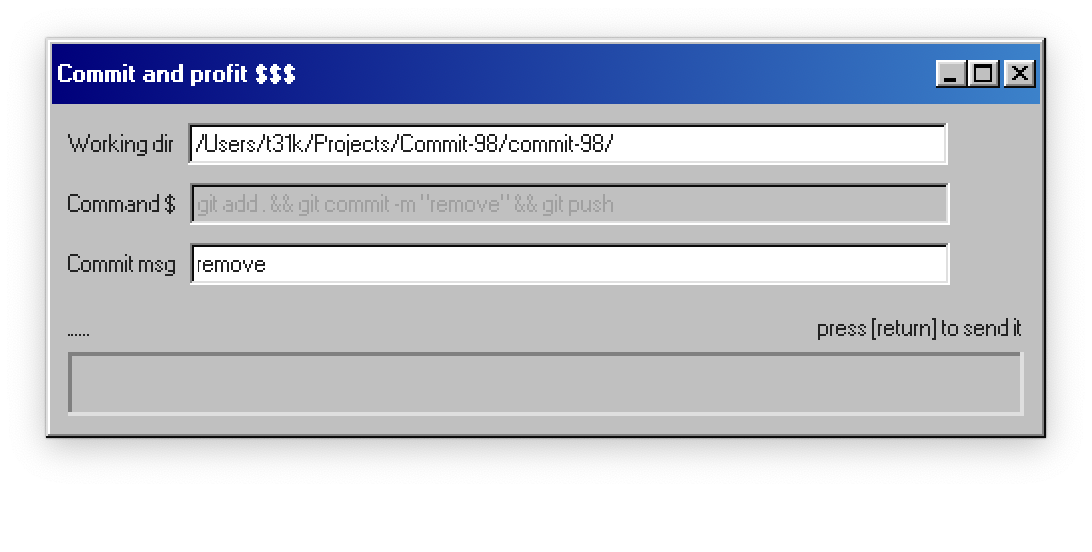 Commit and profit $$$
Working dir /Users/t31k/Projects/Commit-98/commit-98/
Command $ git add . && git commit -m "remove" && git push
Commit msg remove
...... press [return] to send it